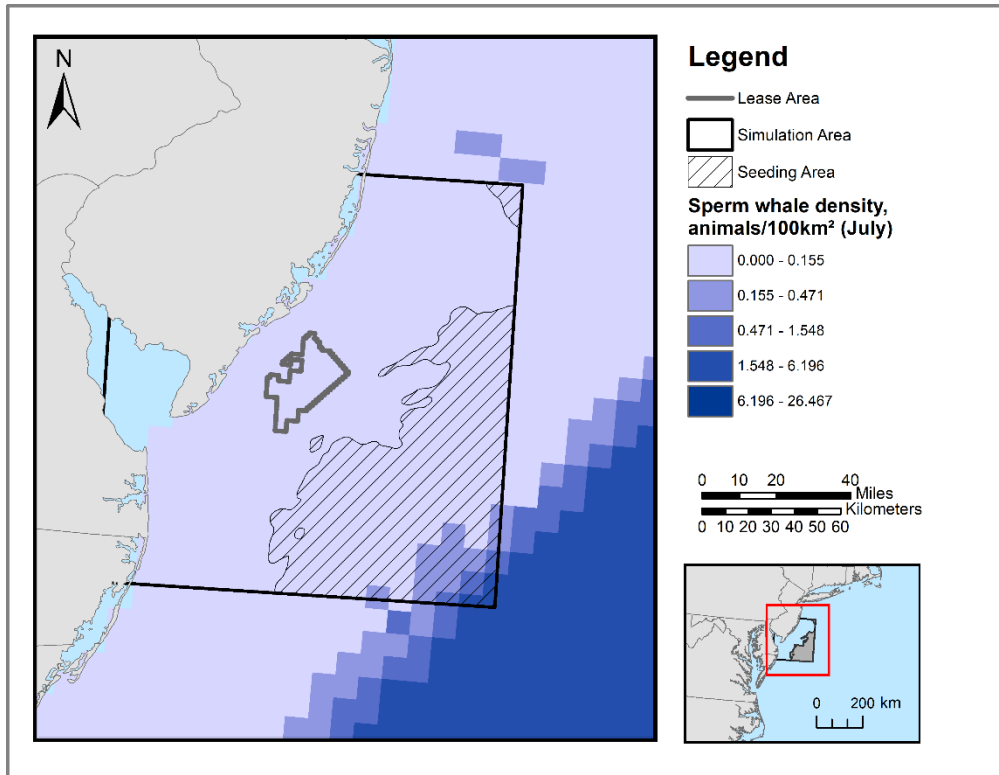 N
Legend
Lease Area
Simulation Area
Seeding Area
Sperm whale density,
animals/100km² (July)
0.000 - 0.155
0.155 - 0.471
0.471 - 1.548
1.548 - 6.196
6.196 - 26.467
0 10 20 40
Miles
Kilometers
0 10 20 30 40 50 60
0 200 km